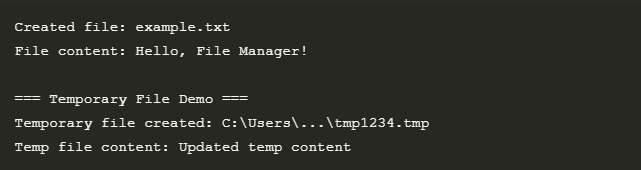 Created file: example.txt
File content: Hello, File Manager!
=== Temporary File Demo ===
Temporary file created: C:\Users\...\tmp1234.tmp
Temp file content: Updated temp content